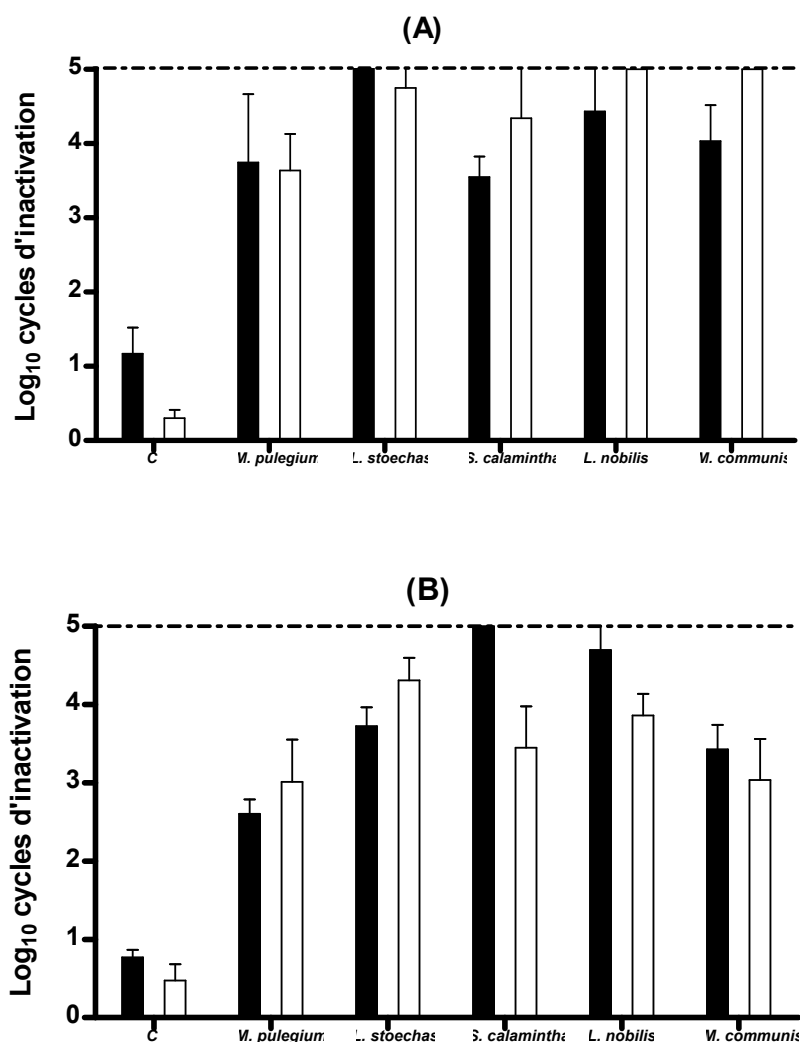 (A)
Log₁₀ cycles d'inactivation
5
4
3
2
1
0
C M. pulegium L. stoechas S. calamintha L. nobilis M. communis
(B)
Log₁₀ cycles d'inactivation
5
4
3
2
1
0
C M. pulegium L. stoechas S. calamintha L. nobilis M. communis